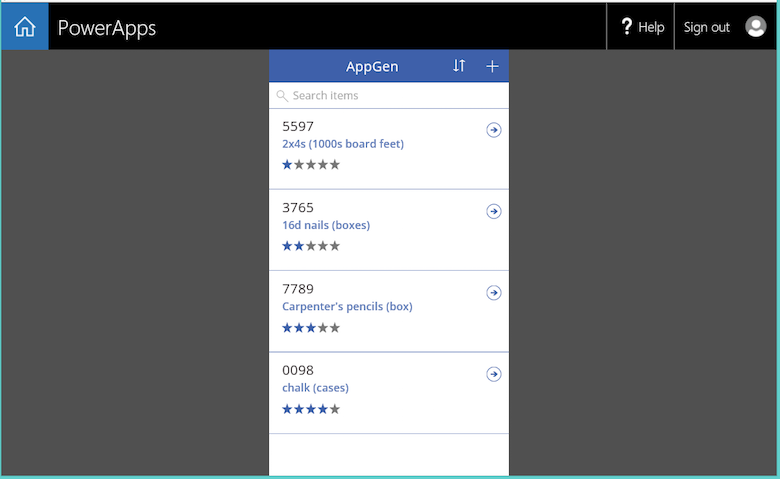 PowerApps
? Help
Sign out
AppGen
Search items
5597
2x4s (1000s board feet)
3765
16d nails (boxes)
7789
Carpenter's pencils (box)
0098
chalk (cases)